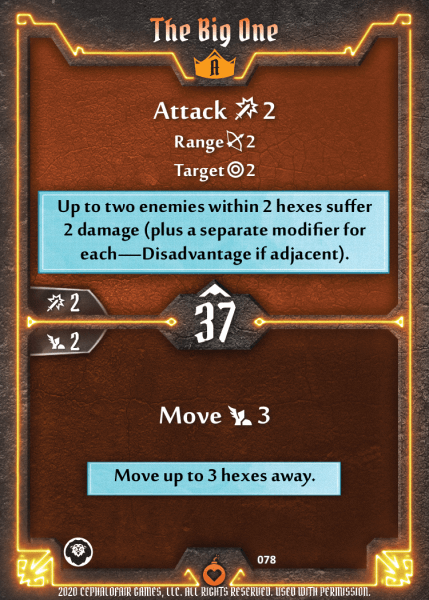 The Big One
A
Attack 2
Range 2
Target 2
Up to two enemies within 2 hexes suffer
2 damage (plus a separate modifier for
each—Disadvantage if adjacent).
2
37
2
Move 3
Move up to 3 hexes away.
078
2020 CEPHALOFAIR GAMES, LLC. ALL RIGHTS RESERVED. USED WITH PERMISSION.